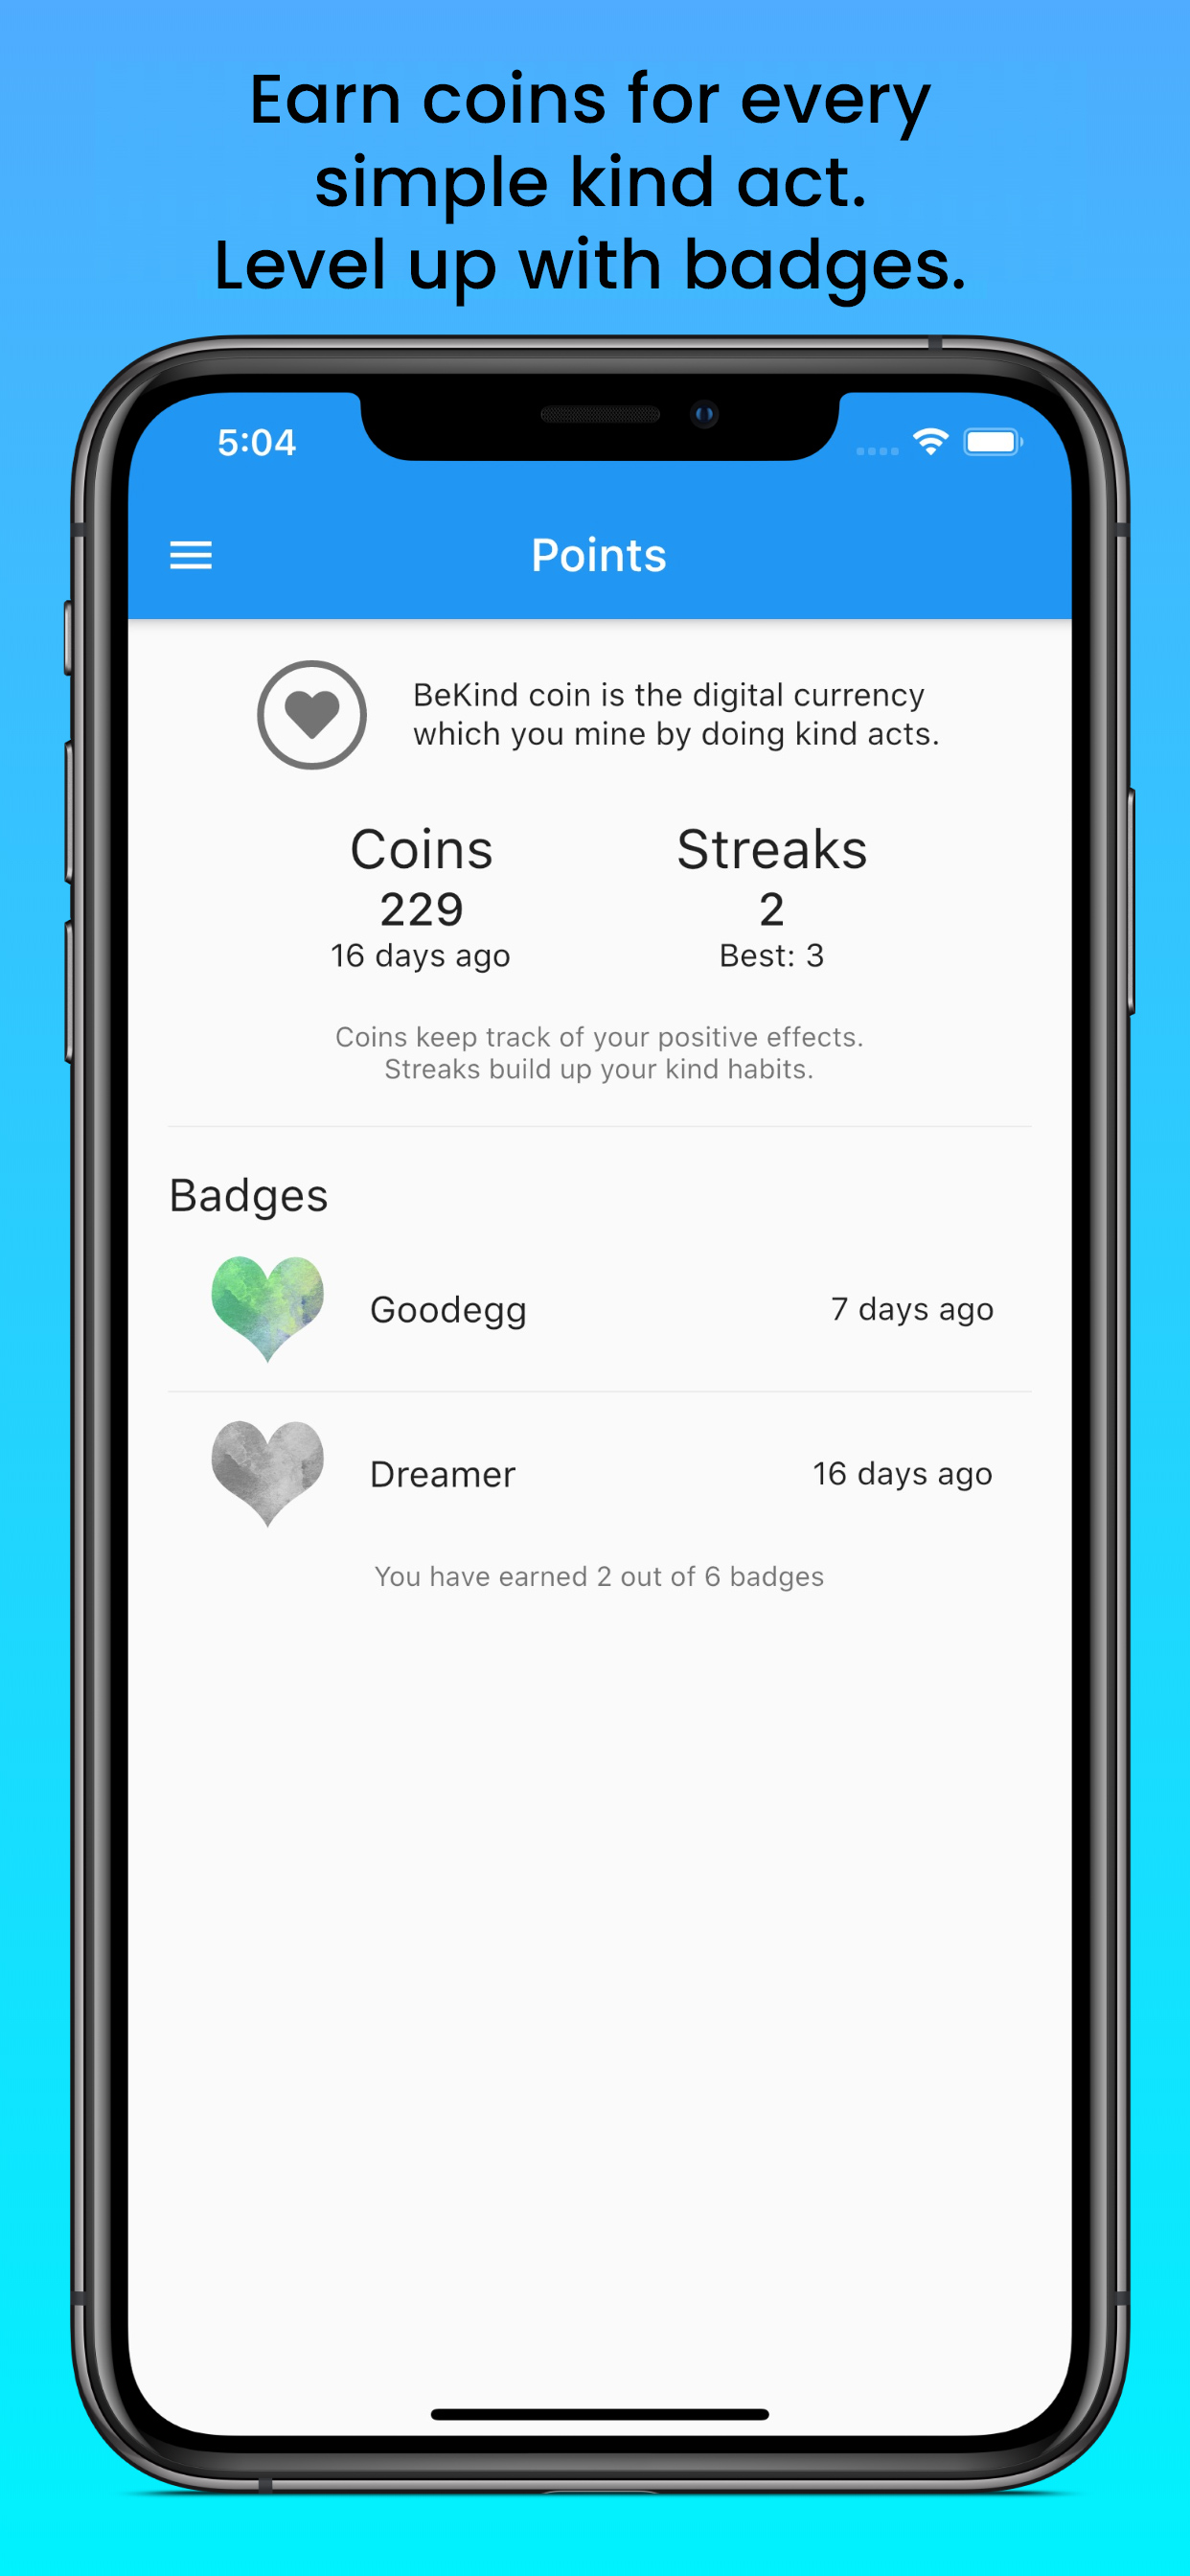 Earn coins for every
simple kind act.
Level up with badges.
5:04
Points
BeKind coin is the digital currency
which you mine by doing kind acts.
Coins
Streaks
229
2
16 days ago
Best: 3
Coins keep track of your positive effects.
Streaks build up your kind habits.
Badges
Goodegg
7 days ago
Dreamer
16 days ago
You have earned 2 out of 6 badges